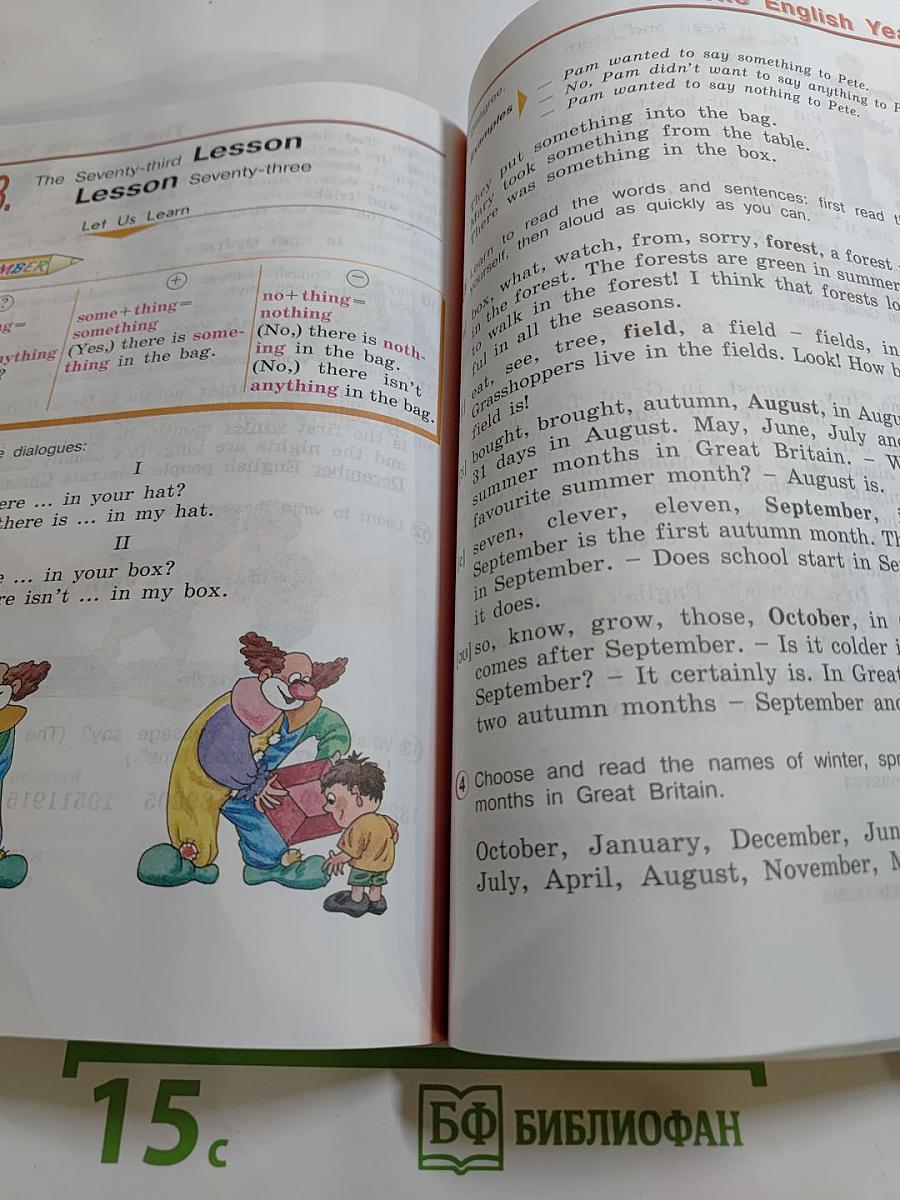 3.
The Seventy-third Lesson
Lesson Seventy-three
Let Us Learn
MBER
?
ything
?
+
some+thing=
something
(Yes,) there is some-
thing in the bag.
−
no+thing=
nothing
(No,) there is noth-
ing in the bag.
(No,) there isn't
anything in the bag.
dialogues:
I
... in your hat?
there is ... in my hat.
II
... in your box?
isn't ... in my box.
English
Examples
— Pam wanted to say something to Pete.
— No, Pam didn't want to say anything to
— Pam wanted to say nothing to Pete.
They put something into the bag.
Mary took something from the table.
There was something in the box.
Learn to read the words and sentences: first read
yourself, then aloud as quickly as you can.
box, what, watch, from, sorry, forest, a forest
in the forest. The forests are green in summer
to walk in the forest! I think that forests
ful in all the seasons.
eat, see, tree, field, a field – fields, in
Grasshoppers live in the fields. Look! How
field is!
bought, brought, autumn, August, in
31 days in August. May, June, July
summer months in Great Britain. –
favourite summer month? – August is.
[e] seven, clever, eleven, September,
September is the first autumn month.
in September. – Does school start in
it does.
[əʊ] so, know, grow, those, October, in
comes after September. – Is it colder
September? – It certainly is. In Great
two autumn months – September
4 Choose and read the names of winter,
months in Great Britain.
October, January, December,
July, April, August, November,
15 с
БФ БИБЛИОФАН